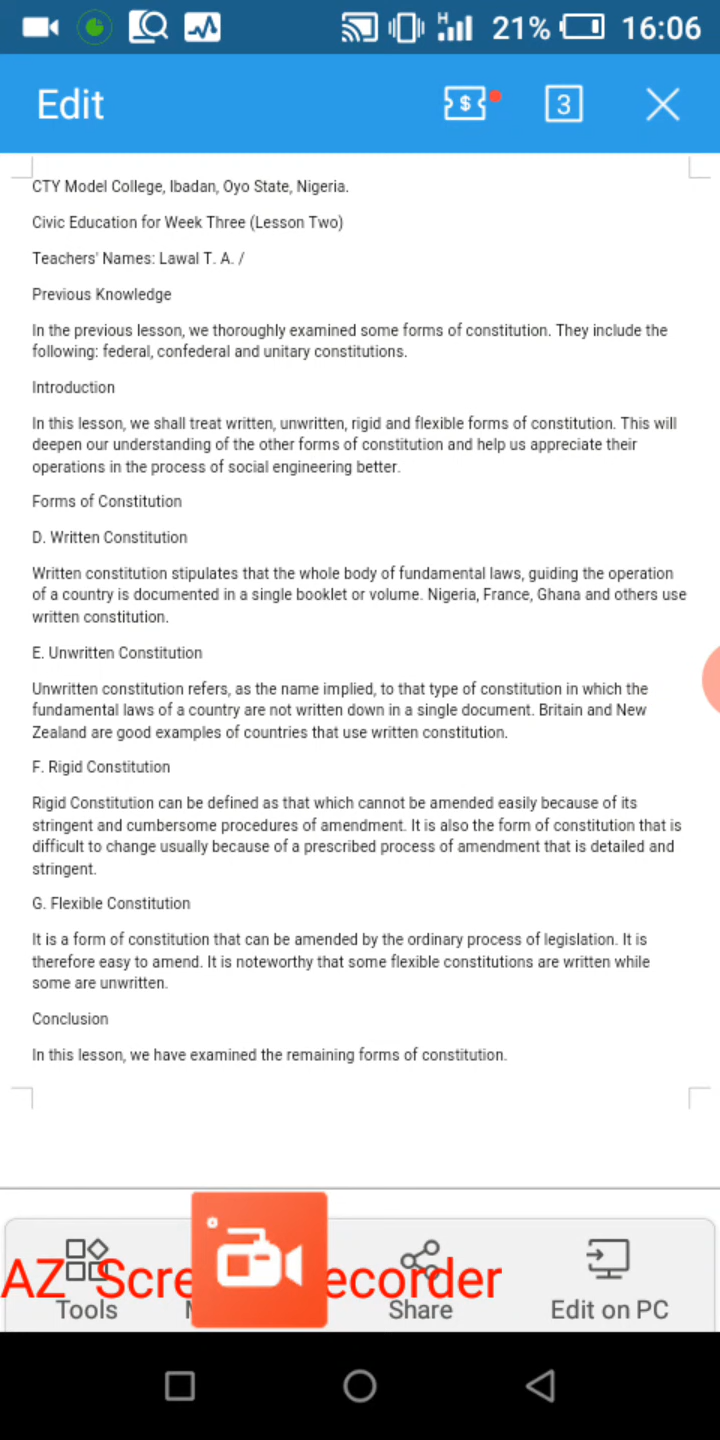 H
21% 16:06
Edit
$ 3
CTY Model College, Ibadan, Oyo State, Nigeria.
Civic Education for Week Three (Lesson Two)
Teachers' Names: Lawal T. A. /
Previous Knowledge
In the previous lesson, we thoroughly examined some forms of constitution. They include the
following: federal, confederal and unitary constitutions.
Introduction
In this lesson, we shall treat written, unwritten, rigid and flexible forms of constitution. This will
deepen our understanding of the other forms of constitution and help us appreciate their
operations in the process of social engineering better.
Forms of Constitution
D. Written Constitution
Written constitution stipulates that the whole body of fundamental laws, guiding the operation
of a country is documented in a single booklet or volume. Nigeria, France, Ghana and others use
written constitution.
E. Unwritten Constitution
Unwritten constitution refers, as the name implied, to that type of constitution in which the
fundamental laws of a country are not written down in a single document. Britain and New
Zealand are good examples of countries that use written constitution.
F. Rigid Constitution
Rigid Constitution can be defined as that which cannot be amended easily because of its
stringent and cumbersome procedures of amendment. It is also the form of constitution that is
difficult to change usually because of a prescribed process of amendment that is detailed and
stringent.
G. Flexible Constitution
It is a form of constitution that can be amended by the ordinary process of legislation. It is
therefore easy to amend. It is noteworthy that some flexible constitutions are written while
some are unwritten.
Conclusion
In this lesson, we have examined the remaining forms of constitution.
AZ Scre ecorder
Tools Share Edit on PC